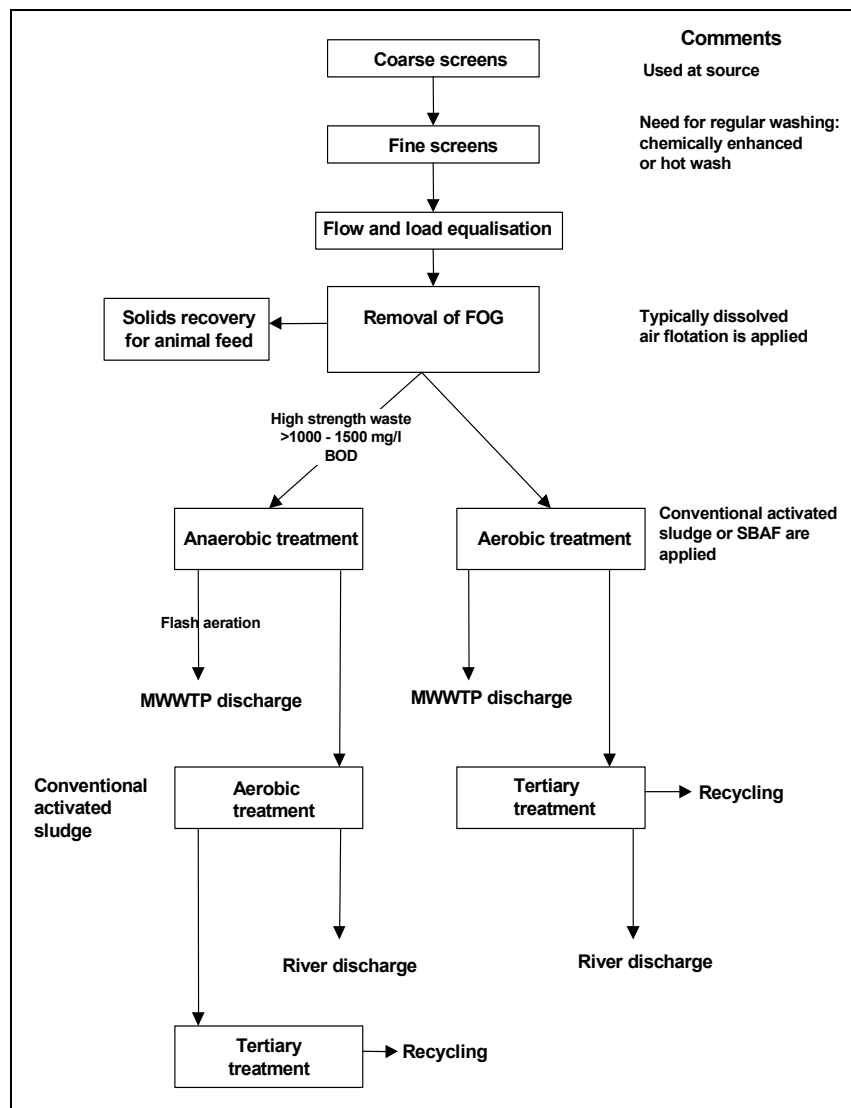 Comments
Coarse screens
Used at source
Fine screens
Need for regular washing:
chemically enhanced
or hot wash
Flow and load equalisation
Solids recovery
for animal feed
Removal of FOG
Typically dissolved
air flotation is applied
High strength waste
>1000 - 1500 mg/l
BOD
Anaerobic treatment
Aerobic treatment
Conventional activated
sludge or SBAF are
applied
Flash aeration
MWWTP discharge
MWWTP discharge
Conventional
activated
sludge
Aerobic
treatment
Tertiary
treatment
Recycling
River discharge
River discharge
Tertiary
treatment
Recycling